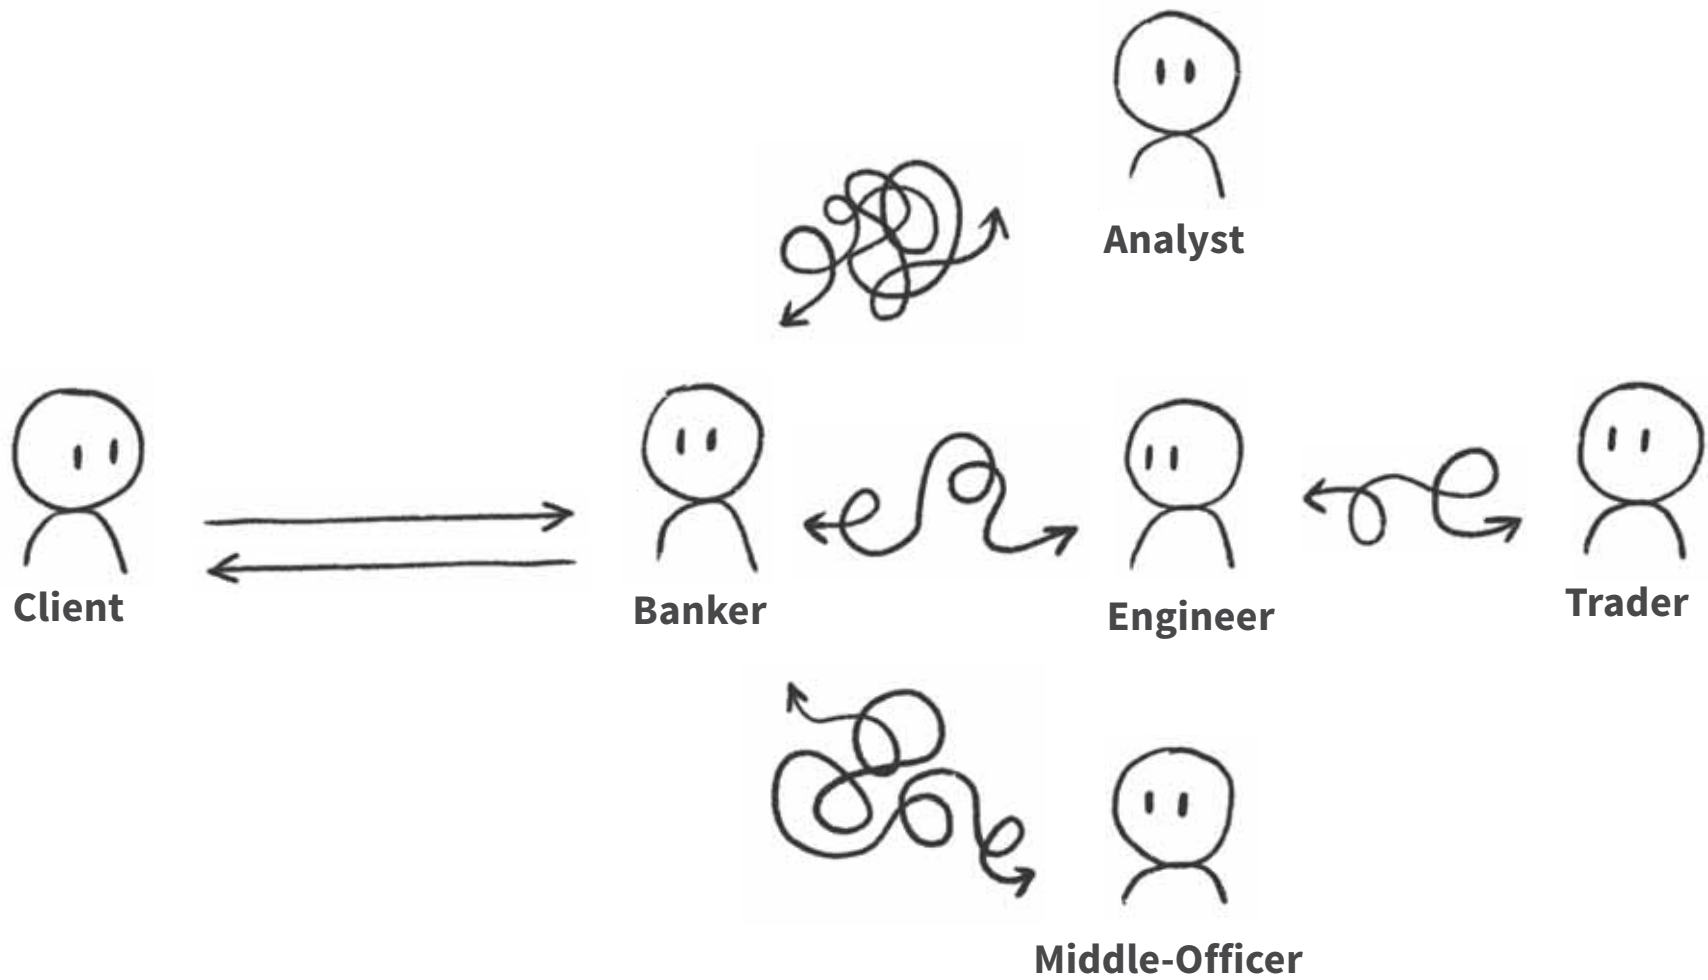 Analyst
Client
Banker
Engineer
Trader
Middle-Officer